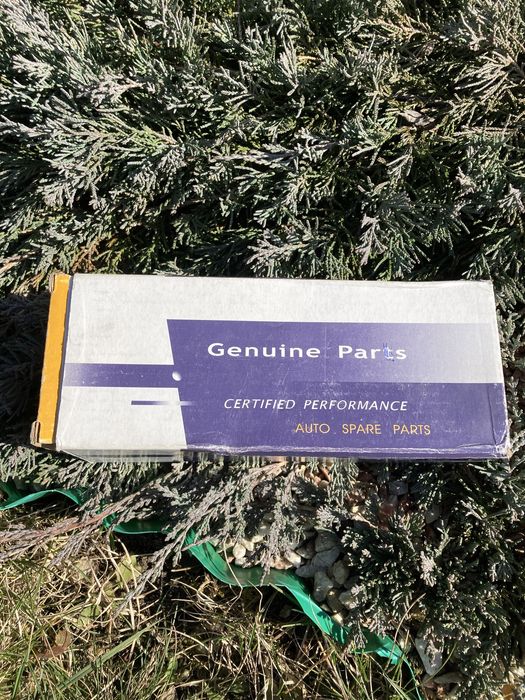 Genuine Parts
CERTIFIED PERFORMANCE
AUTO SPARE PARTS